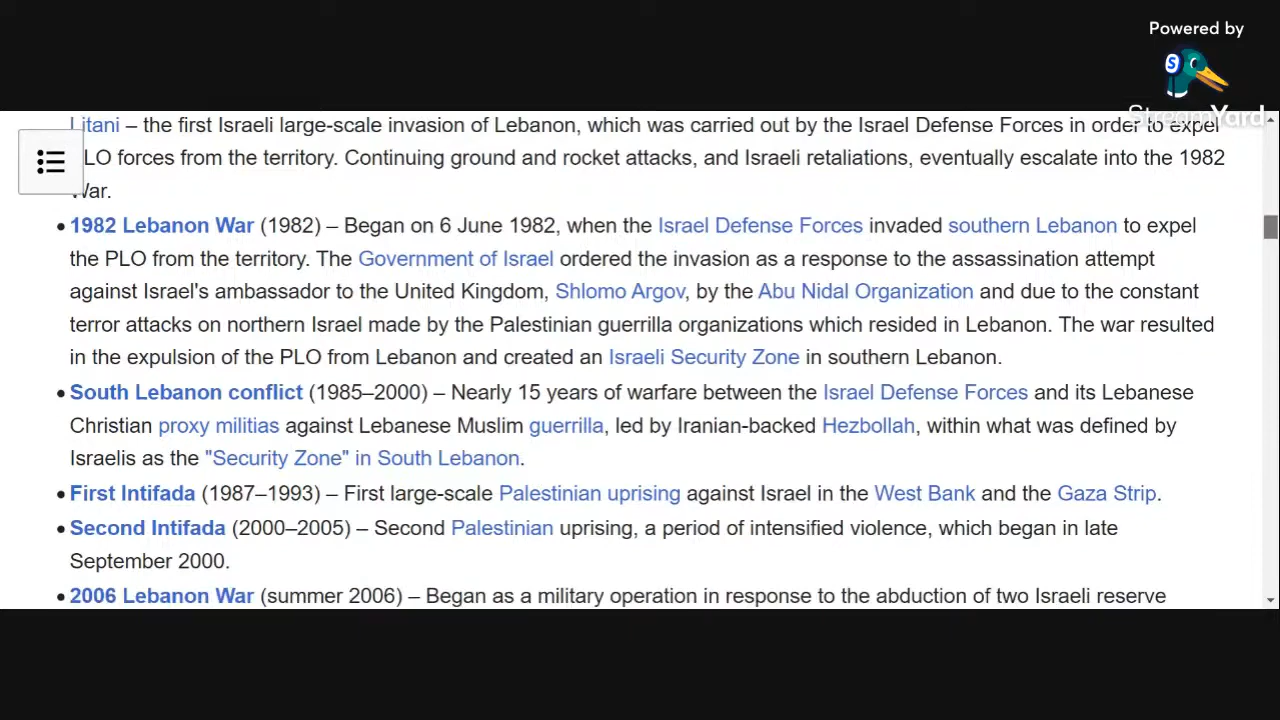 Powered by
StreamYard
Litani – the first Israeli large-scale invasion of Lebanon, which was carried out by the Israel Defense Forces in order to expel
PLO forces from the territory. Continuing ground and rocket attacks, and Israeli retaliations, eventually escalate into the 1982
War.
• 1982 Lebanon War (1982) – Began on 6 June 1982, when the Israel Defense Forces invaded southern Lebanon to expel
the PLO from the territory. The Government of Israel ordered the invasion as a response to the assassination attempt
against Israel's ambassador to the United Kingdom, Shlomo Argov, by the Abu Nidal Organization and due to the constant
terror attacks on northern Israel made by the Palestinian guerrilla organizations which resided in Lebanon. The war resulted
in the expulsion of the PLO from Lebanon and created an Israeli Security Zone in southern Lebanon.
• South Lebanon conflict (1985–2000) – Nearly 15 years of warfare between the Israel Defense Forces and its Lebanese
Christian proxy militias against Lebanese Muslim guerrilla, led by Iranian-backed Hezbollah, within what was defined by
Israelis as the "Security Zone" in South Lebanon.
• First Intifada (1987–1993) – First large-scale Palestinian uprising against Israel in the West Bank and the Gaza Strip.
• Second Intifada (2000–2005) – Second Palestinian uprising, a period of intensified violence, which began in late
September 2000.
• 2006 Lebanon War (summer 2006) – Began as a military operation in response to the abduction of two Israeli reserve